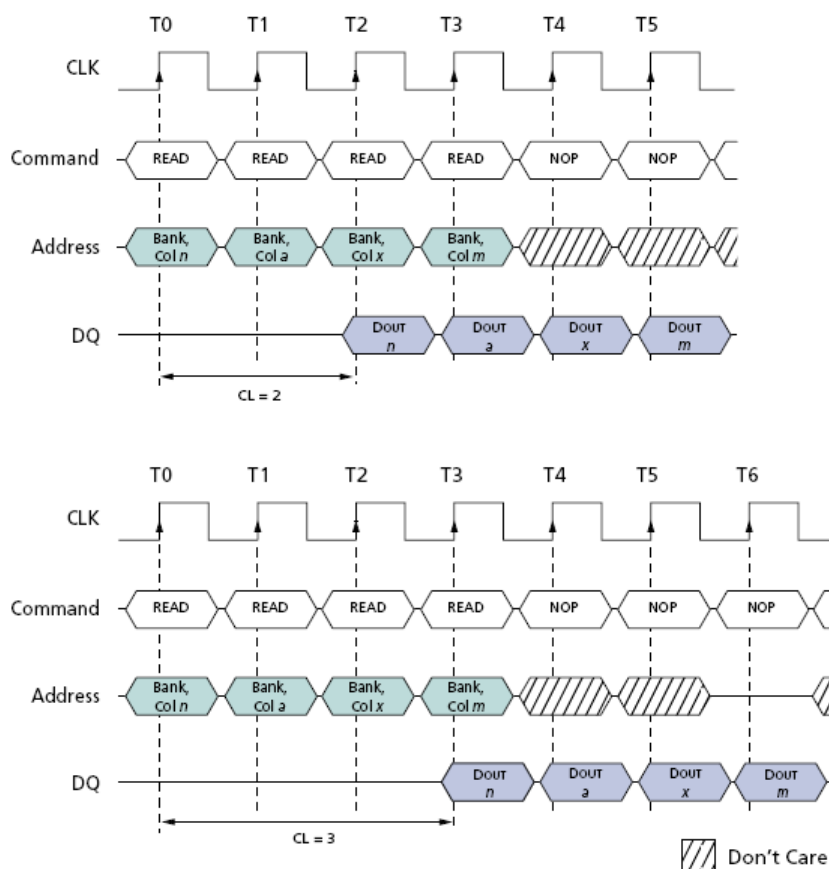 T0 T1 T2 T3 T4 T5
CLK
Command READ READ READ READ NOP NOP
Address Bank, Col n Bank, Col a Bank, Col x Bank, Col m
DQ DOUT n DOUT a DOUT x DOUT m
CL = 2
T0 T1 T2 T3 T4 T5 T6
CLK
Command READ READ READ READ NOP NOP NOP
Address Bank, Col n Bank, Col a Bank, Col x Bank, Col m
DQ DOUT n DOUT a DOUT x DOUT m
CL = 3
Don't Care